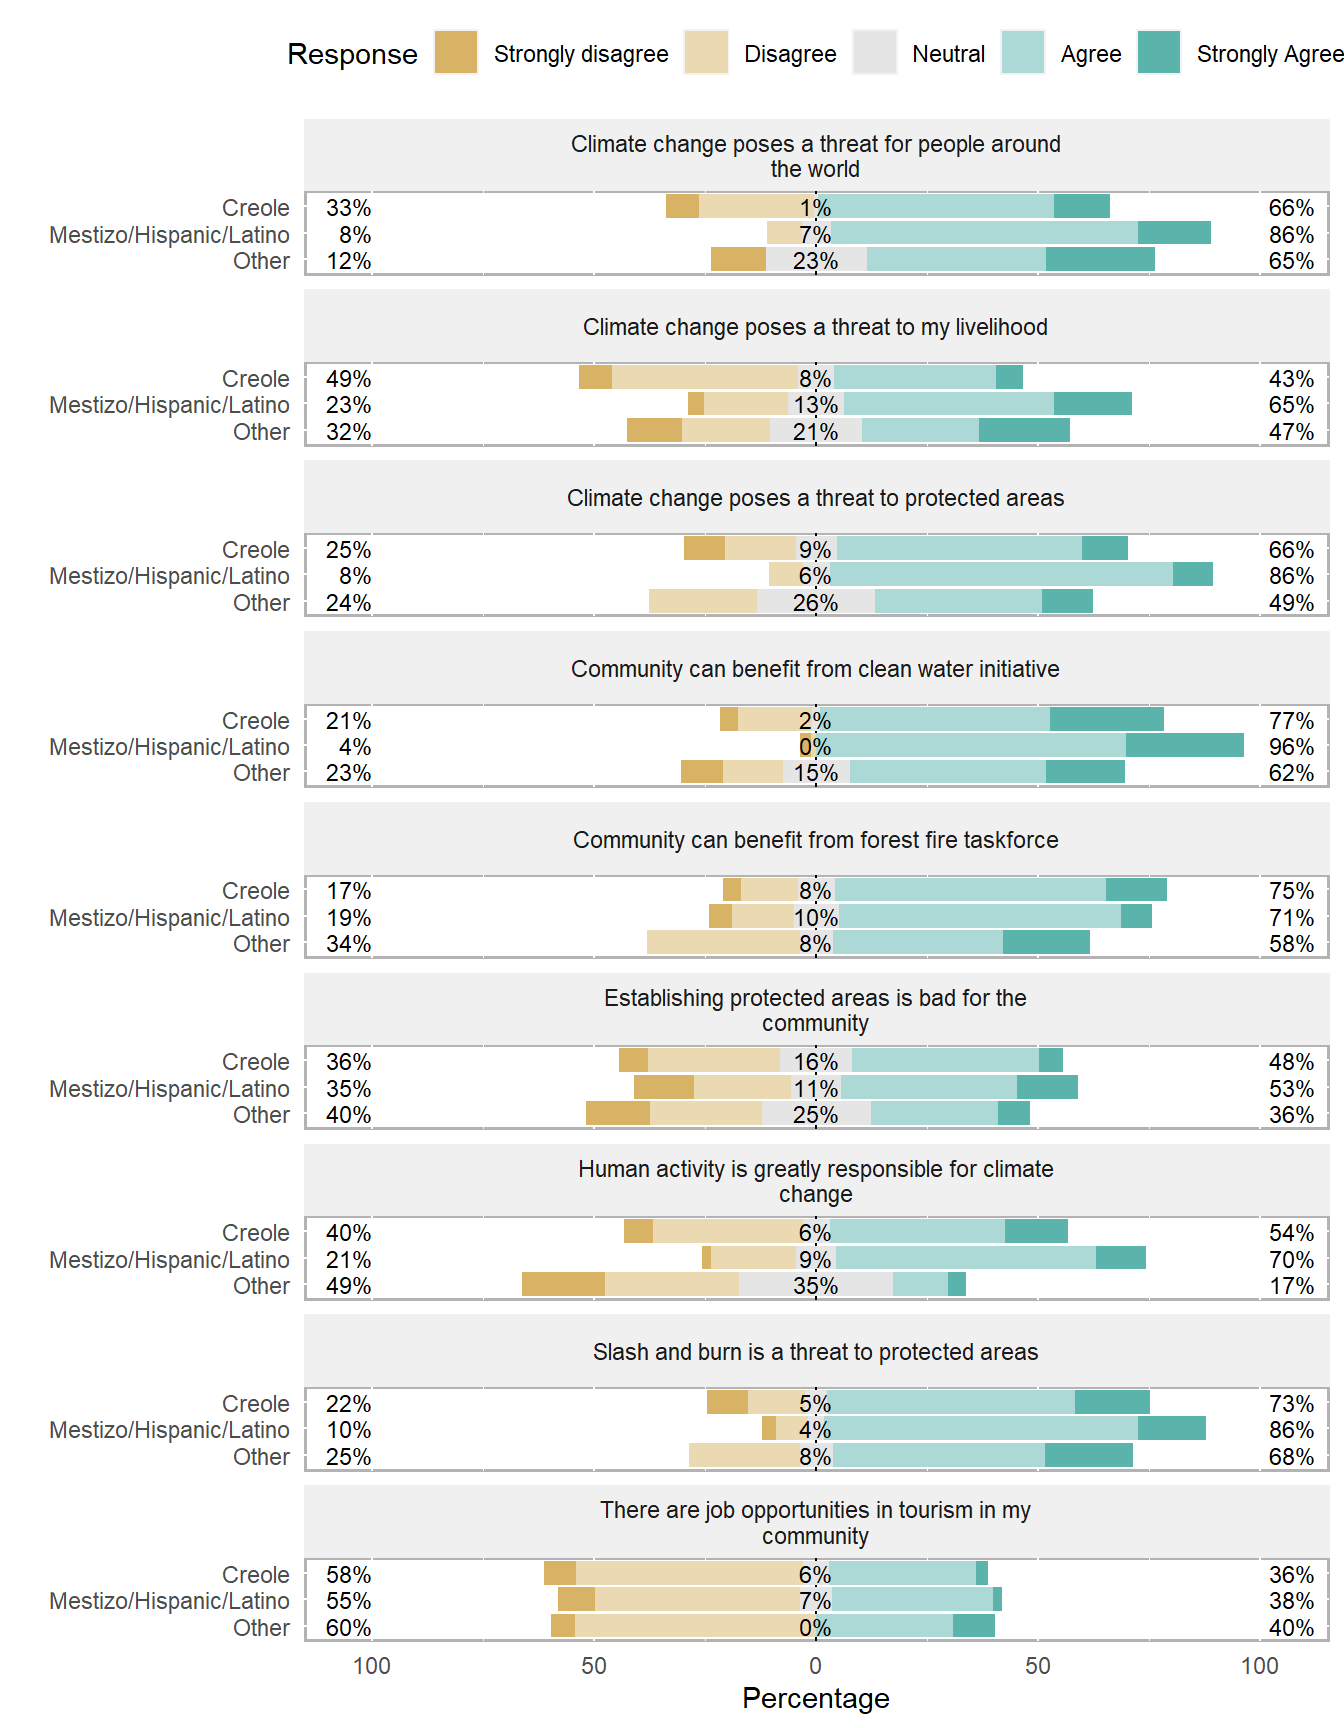 Response Strongly disagree Disagree Neutral Agree Strongly Agree
Climate change poses a threat for people around
the world
Creole 33% 1% 66%
Mestizo/Hispanic/Latino 8% 7% 86%
Other 12% 23% 65%
Climate change poses a threat to my livelihood
Creole 49% 8% 43%
Mestizo/Hispanic/Latino 23% 13% 65%
Other 32% 21% 47%
Climate change poses a threat to protected areas
Creole 25% 9% 66%
Mestizo/Hispanic/Latino 8% 6% 86%
Other 24% 26% 49%
Community can benefit from clean water initiative
Creole 21% 2% 77%
Mestizo/Hispanic/Latino 4% 0% 96%
Other 23% 15% 62%
Community can benefit from forest fire taskforce
Creole 17% 8% 75%
Mestizo/Hispanic/Latino 19% 10% 71%
Other 34% 8% 58%
Establishing protected areas is bad for the
community
Creole 36% 16% 48%
Mestizo/Hispanic/Latino 35% 11% 53%
Other 40% 25% 36%
Human activity is greatly responsible for climate
change
Creole 40% 6% 54%
Mestizo/Hispanic/Latino 21% 9% 70%
Other 49% 35% 17%
Slash and burn is a threat to protected areas
Creole 22% 5% 73%
Mestizo/Hispanic/Latino 10% 4% 86%
Other 25% 8% 68%
There are job opportunities in tourism in my
community
Creole 58% 6% 36%
Mestizo/Hispanic/Latino 55% 7% 38%
Other 60% 0% 40%
100 50 0 50 100
Percentage